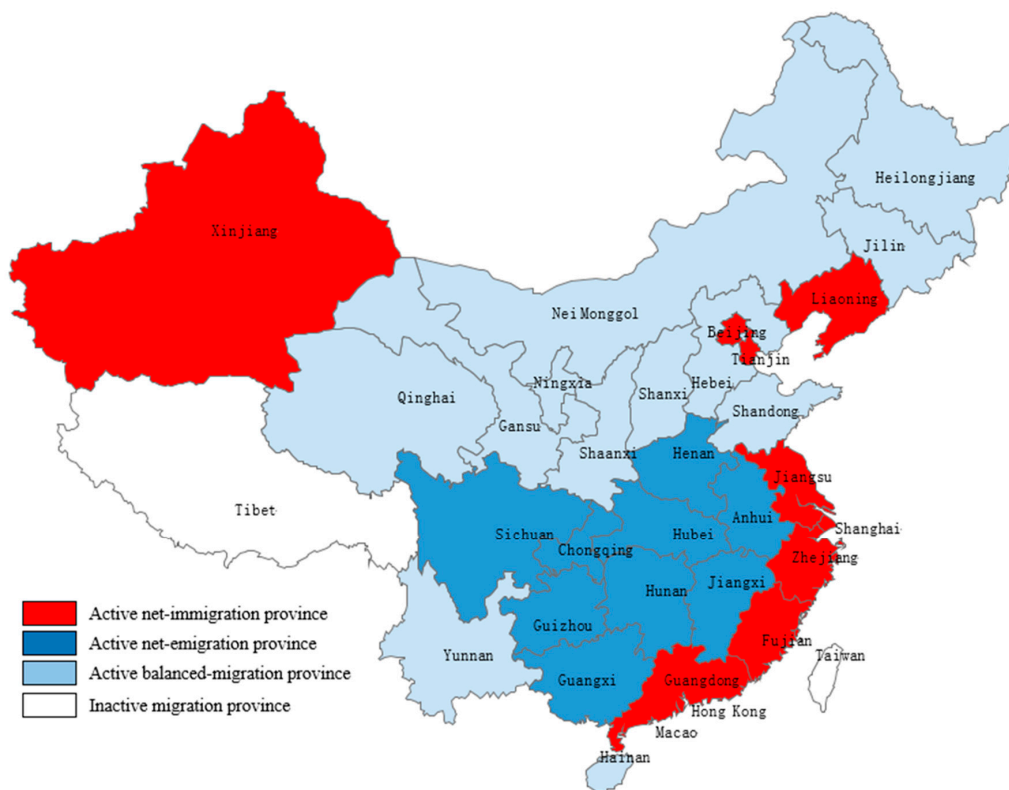 Heilongjiang
Jilin
Xinjiang
Liaoning
Nei Monggol
Beijing
Tianjin
Ningxia
Hebei
Shanxi
Qinghai
Shandong
Gansu
Shaanxi
Henan
Jiangsu
Tibet
Anhui
Shanghai
Sichuan
Hubei
Chongqing
Zhejiang
Jiangxi
Hunan
Guizhou
Fujian
Yunnan
Taiwan
Guangxi
Guangdong
Hong Kong
Macao
Hainan
Active net-immigration province
Active net-emigration province
Active balanced-migration province
Inactive migration province